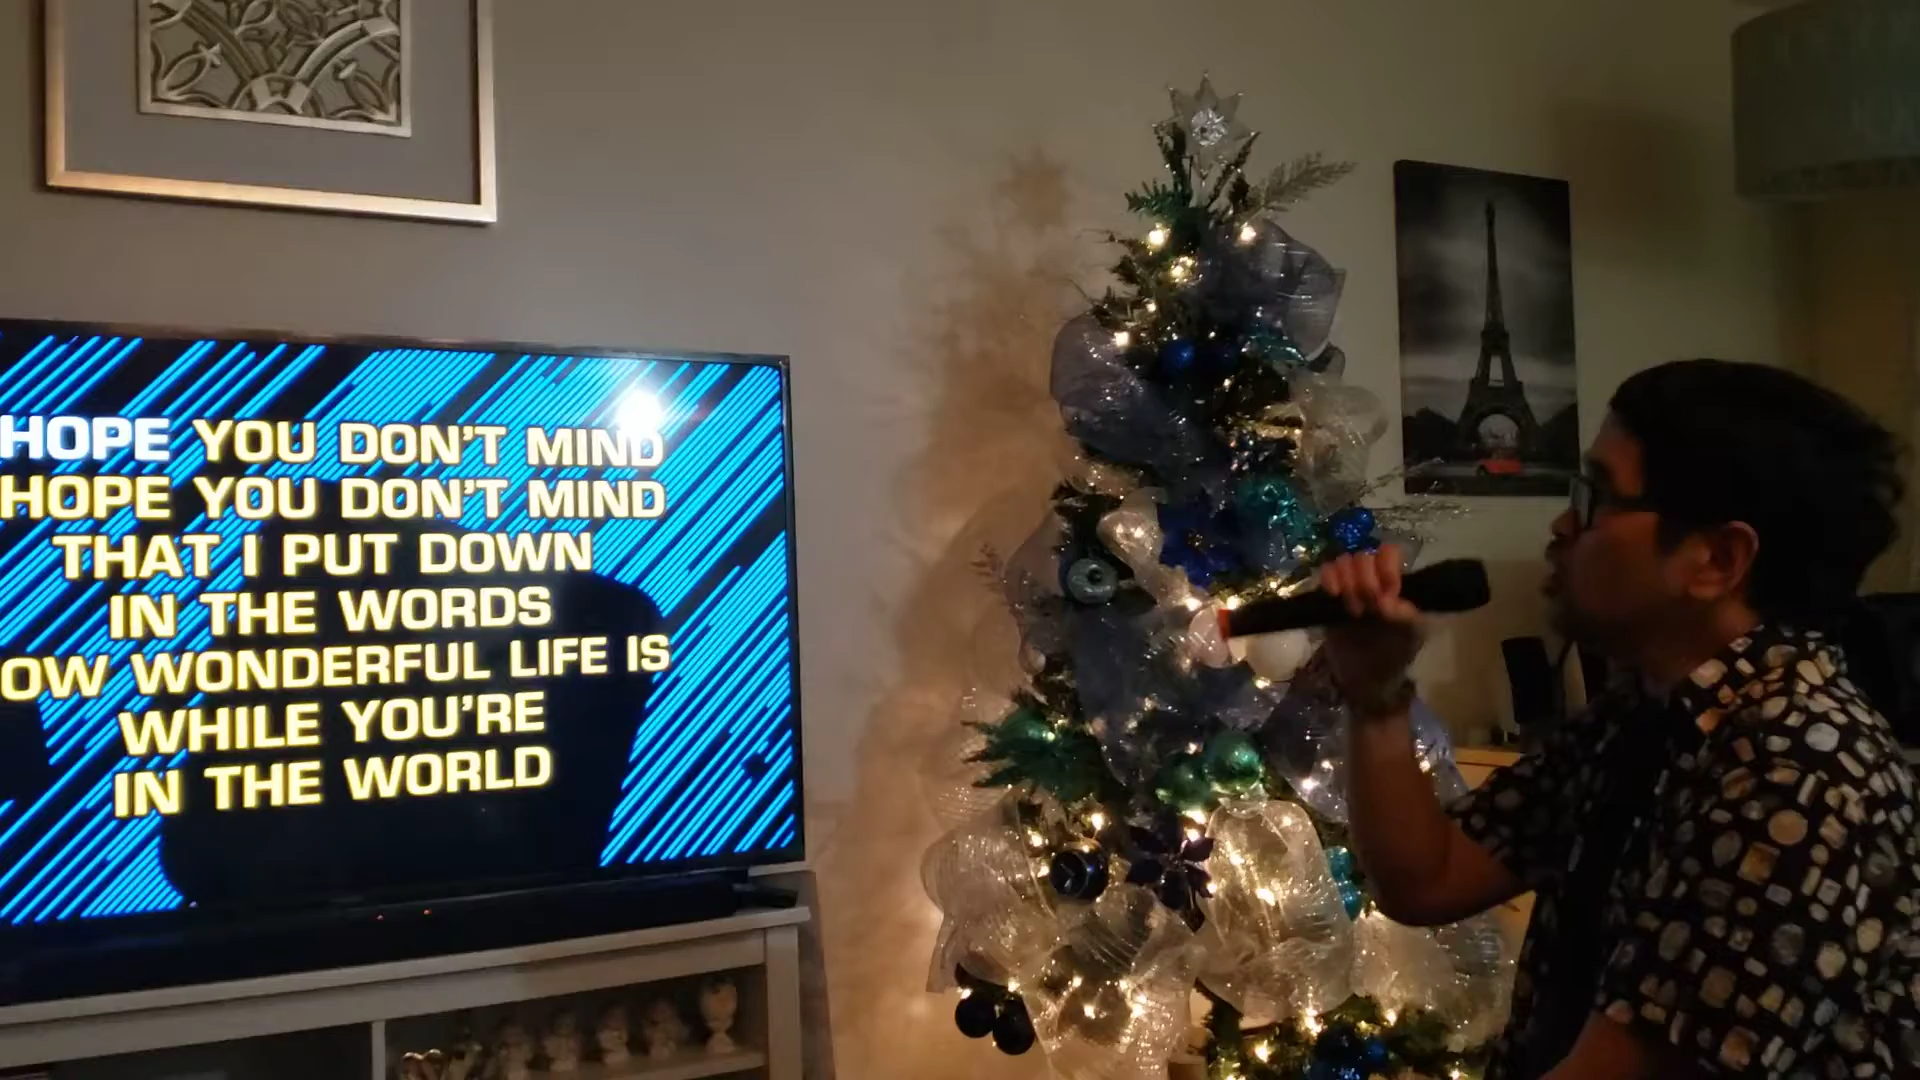 HOPE YOU DON'T MIND
HOPE YOU DON'T MIND
THAT I PUT DOWN
IN THE WORDS
OW WONDERFUL LIFE IS
WHILE YOU'RE
IN THE WORLD